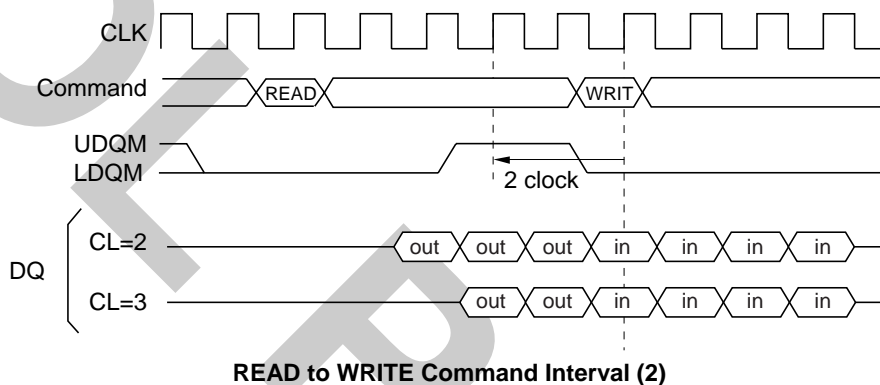 CLK
Command READ WRIT
UDQM
LDQM
2 clock
DQ
CL=2 out out out in in in in
CL=3 out out in in in in
READ to WRITE Command Interval (2)